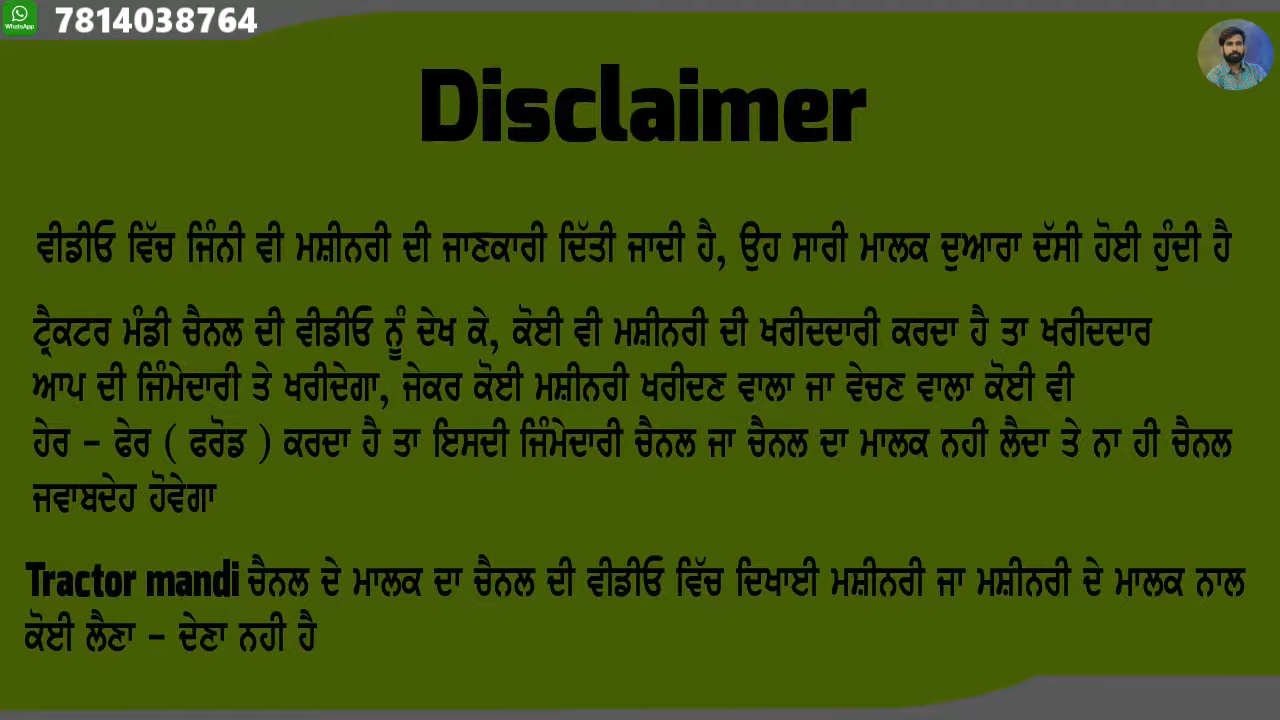 WhatsApp 7814038764
Disclaimer
ਵੀਡੀਓ ਵਿੱਚ ਜਿੰਨੀ ਵੀ ਮਸ਼ੀਨਰੀ ਦੀ ਜਾਣਕਾਰੀ ਦਿੱਤੀ ਜਾਦੀ ਹੈ, ਉਹ ਸਾਰੀ ਮਾਲਕ ਦੁਆਰਾ ਦੱਸੀ ਹੋਈ ਹੁੰਦੀ ਹੈ
ਟ੍ਰੈਕਟਰ ਮੰਡੀ ਚੈਨਲ ਦੀ ਵੀਡੀਓ ਨੂੰ ਦੇਖ ਕੇ, ਕੋਈ ਵੀ ਮਸ਼ੀਨਰੀ ਦੀ ਖਰੀਦਦਾਰੀ ਕਰਦਾ ਹੈ ਤਾ ਖਰੀਦਦਾਰ
ਆਪ ਦੀ ਜਿੰਮੇਦਾਰੀ ਤੇ ਖਰੀਦੇਗਾ, ਜੇਕਰ ਕੋਈ ਮਸ਼ੀਨਰੀ ਖਰੀਦਣ ਵਾਲਾ ਜਾ ਵੇਚਣ ਵਾਲਾ ਕੋਈ ਵੀ
ਹੇਰ - ਫੇਰ ( ਫਰੋਡ ) ਕਰਦਾ ਹੈ ਤਾ ਇਸਦੀ ਜਿੰਮੇਦਾਰੀ ਚੈਨਲ ਜਾ ਚੈਨਲ ਦਾ ਮਾਲਕ ਨਹੀ ਲੈਦਾ ਤੇ ਨਾ ਹੀ ਚੈਨਲ
ਜਵਾਬਦੇਹ ਹੋਵੇਗਾ
Tractor mandi ਚੈਨਲ ਦੇ ਮਾਲਕ ਦਾ ਚੈਨਲ ਦੀ ਵੀਡੀਓ ਵਿੱਚ ਦਿਖਾਈ ਮਸ਼ੀਨਰੀ ਜਾ ਮਸ਼ੀਨਰੀ ਦੇ ਮਾਲਕ ਨਾਲ
ਕੋਈ ਲੈਣਾ - ਦੇਣਾ ਨਹੀ ਹੈ